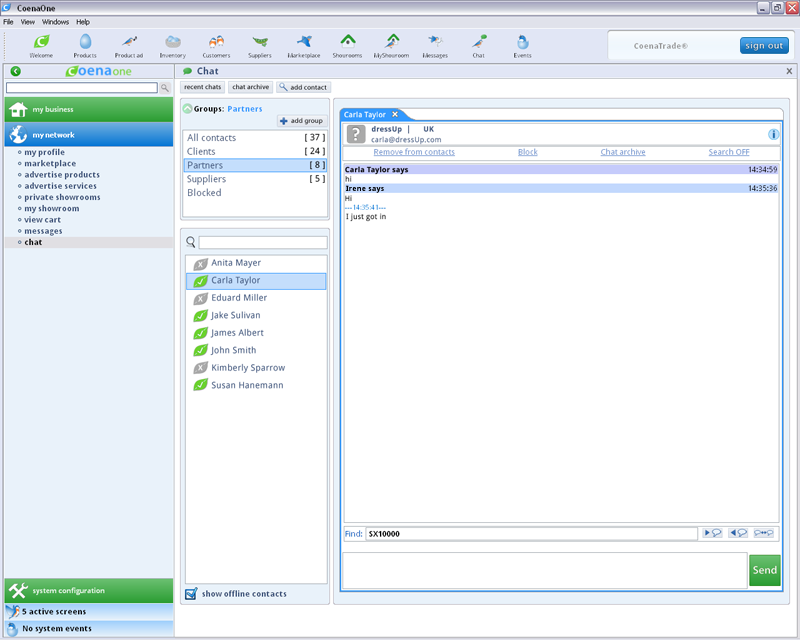 CoenaOne
File View Windows Help
Welcome Products Product ad Inventory Customers Suppliers Marketplace Showrooms MyShowroom Messages Chat Events
CoenaTrade®
sign out
Coenaone
my business
my network
my profile
marketplace
advertise products
advertise services
private showrooms
my showroom
view cart
messages
chat
system configuration
5 active screens
No system events
Chat
recent chats chat archive add contact
Groups: Partners
add group
All contacts [ 37 ]
Clients [ 24 ]
Partners [ 8 ]
Suppliers [ 5 ]
Blocked
Anita Mayer
Carla Taylor
Eduard Miller
Jake Sulivan
James Albert
John Smith
Kimberly Sparrow
Susan Hanemann
show offline contacts
Carla Taylor
dressUp | UK
carla@dressUp.com
Remove from contacts Block Chat archive Search OFF
Carla Taylor says 14:34:59
hi
Irene says 14:35:36
Hi
---14:35:41---
I just got in
Find: SX10000
Send